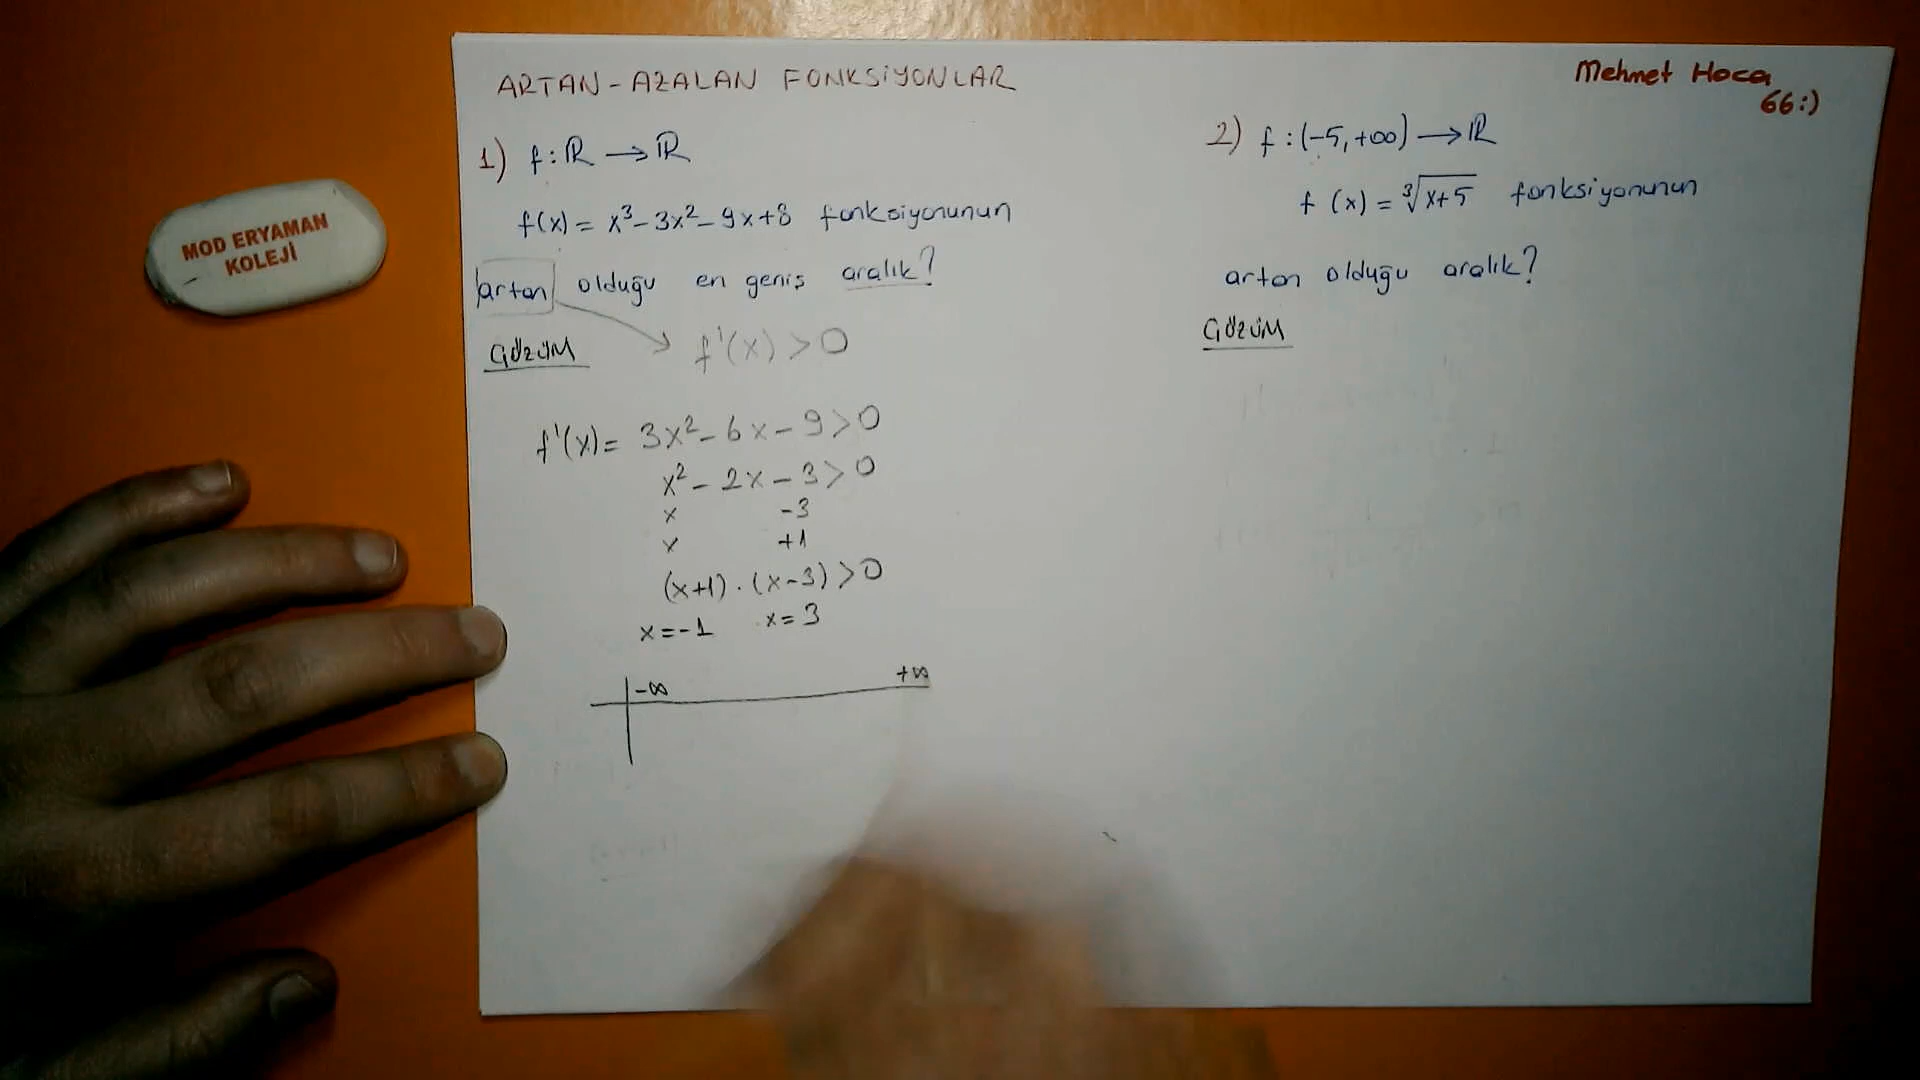 ARTAN-AZALAN FONKSİYONLAR
Mehmet Hoca
66:)
1) f:ℝ → ℝ
f(x) = x³-3x²-9x+8 fonksiyonunun
artan olduğu en geniş aralık?
ÇÖZÜM
f'(x) > 0
f'(x) = 3x²-6x-9>0
x²-2x-3>0
x -3
x +1
(x+1).(x-3)>0
x=-1 x=3
-∞ +∞
2) f:(-5,+∞) → ℝ
f(x) = ∛(x+5) fonksiyonunun
artan olduğu aralık?
ÇÖZÜM
MOD ERYAMAN
KOLEJİ